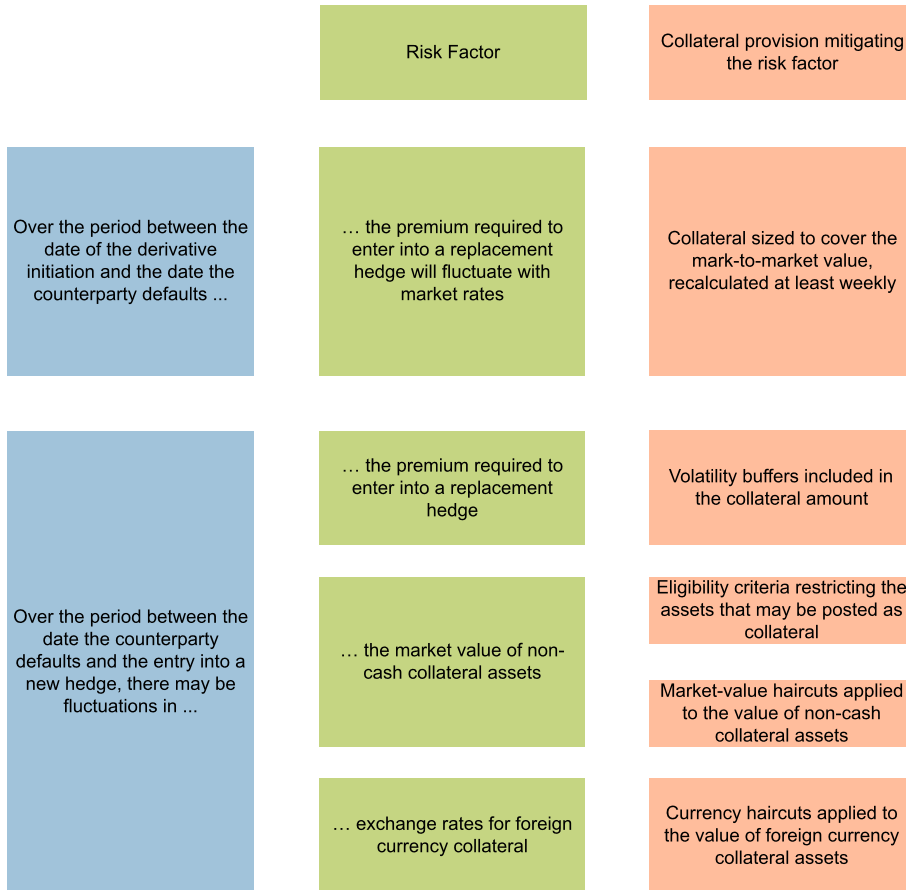 Risk Factor
Collateral provision mitigating
the risk factor
Over the period between the
date of the derivative
initiation and the date the
counterparty defaults ...
… the premium required to
enter into a replacement
hedge will fluctuate with
market rates
Collateral sized to cover the
mark-to-market value,
recalculated at least weekly
Over the period between the
date the counterparty
defaults and the entry into a
new hedge, there may be
fluctuations in ...
… the premium required to
enter into a replacement
hedge
Volatility buffers included in
the collateral amount
… the market value of non-
cash collateral assets
Eligibility criteria restricting the
assets that may be posted as
collateral
Market-value haircuts applied
to the value of non-cash
collateral assets
… exchange rates for foreign
currency collateral
Currency haircuts applied to
the value of foreign currency
collateral assets